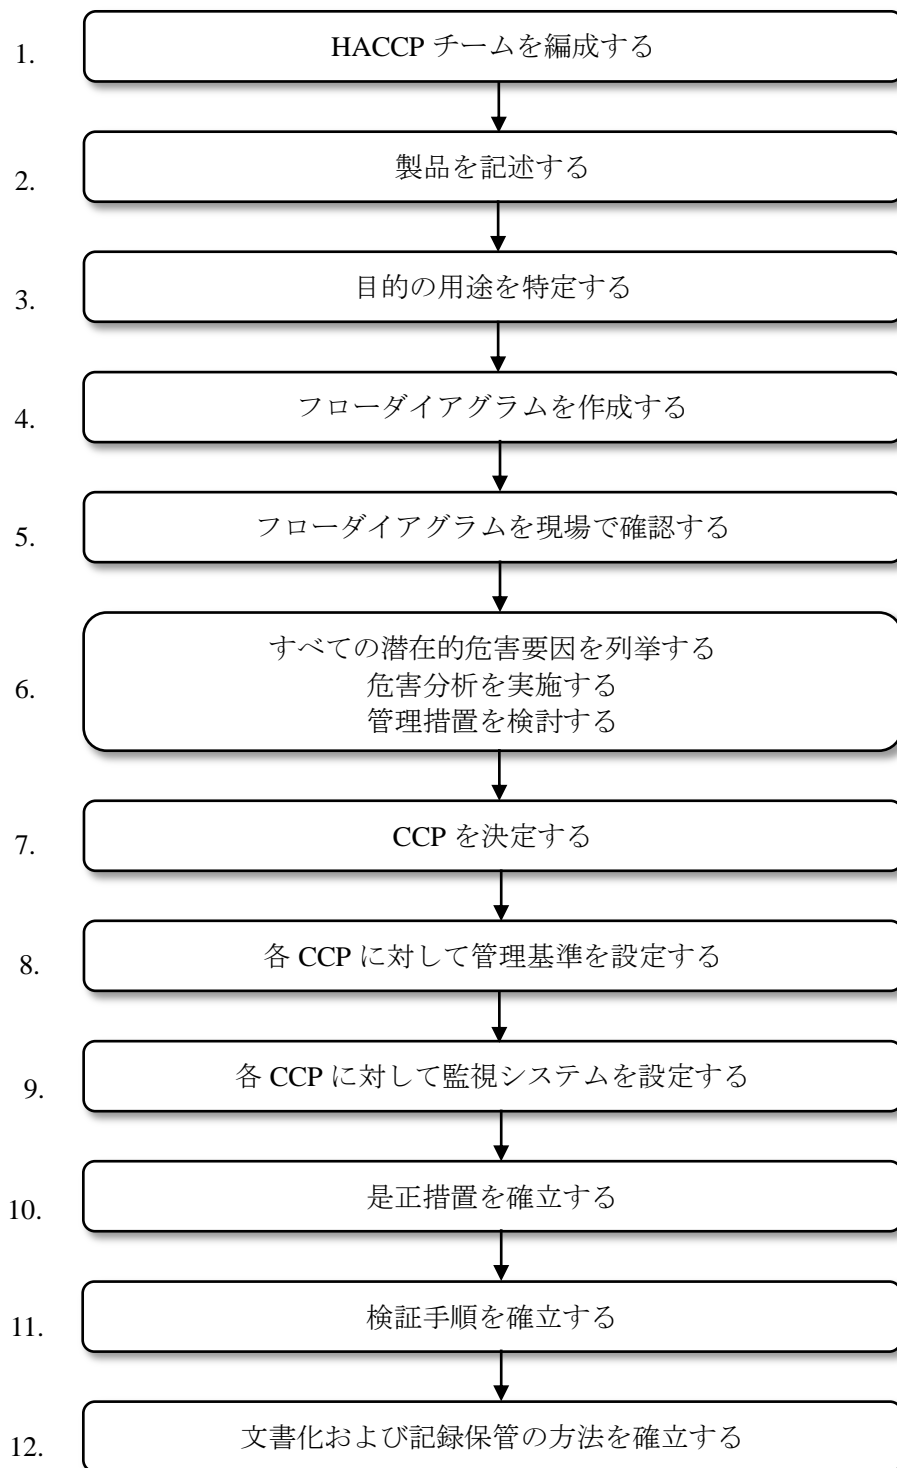 1. HACCP チームを編成する
2. 製品を記述する
3. 目的の用途を特定する
4. フローダイアグラムを作成する
5. フローダイアグラムを現場で確認する
すべての潜在的危害要因を列挙する
6. 危害分析を実施する
管理措置を検討する
7. CCP を決定する
8. 各 CCP に対して管理基準を設定する
9. 各 CCP に対して監視システムを設定する
10. 是正措置を確立する
11. 検証手順を確立する
12. 文書化および記録保管の方法を確立する